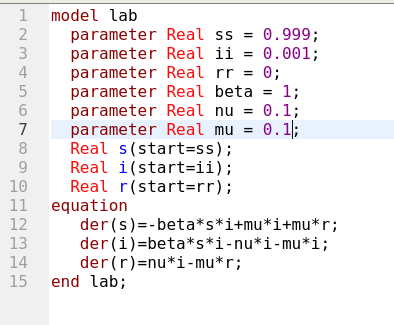 1 model lab
2   parameter Real ss = 0.999;
3   parameter Real ii = 0.001;
4   parameter Real rr = 0;
5   parameter Real beta = 1;
6   parameter Real nu = 0.1;
7   parameter Real mu = 0.1;
8   Real s(start=ss);
9   Real i(start=ii);
10   Real r(start=rr);
11 equation
12    der(s)=-beta*s*i+mu*i+mu*r;
13    der(i)=beta*s*i-nu*i-mu*i;
14    der(r)=nu*i-mu*r;
15 end lab;